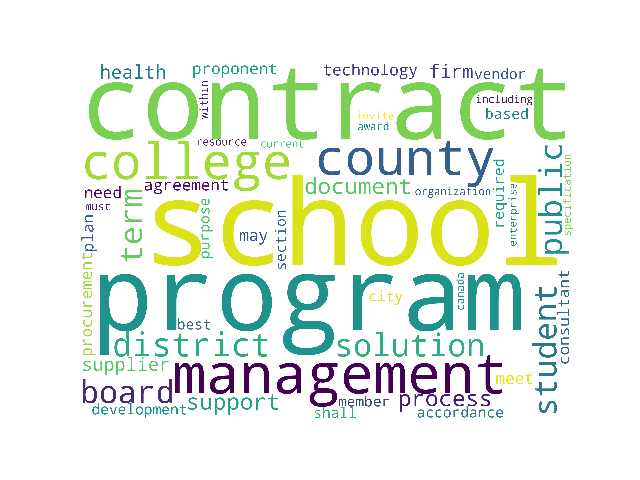 health proponent technology firm vendor
contract
within including
invite based
award
resource current
college county
need agreement document organization required
must
school
term purpose may section enterprise public specification
plan
procurement program city canada
best
district solution student consultant
supplier management meet
board support member process
development shall accordance